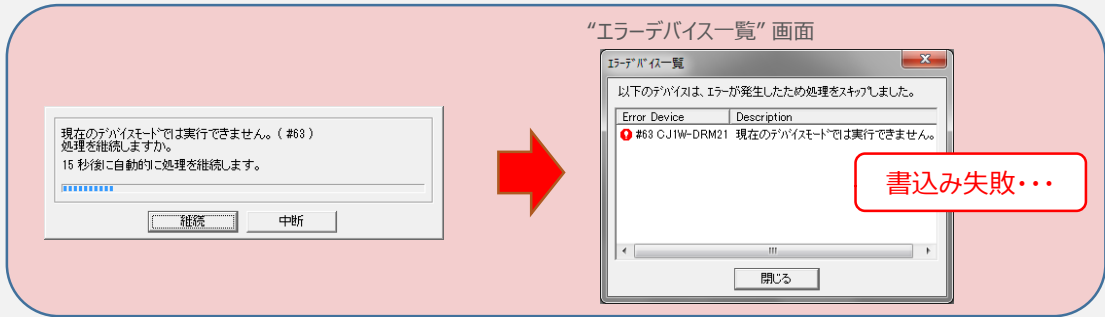 “エラーデバイス一覧” 画面
現在のﾃﾞﾊﾞｲｽﾓｰﾄﾞでは実行できません。( #63 )
処理を継続しますか。
15 秒後に自動的に処理を継続します。
継続
中断
ｴﾗｰﾃﾞﾊﾞｲｽ一覧
以下のﾃﾞﾊﾞｲｽは、ｴﾗｰが発生したため処理をｽｷｯﾌﾟしました。
Error Device Description
#63 CJ1W-DRM21 現在のﾃﾞﾊﾞｲｽﾓｰﾄﾞでは実行できません。
書込み失敗・・・
閉じる